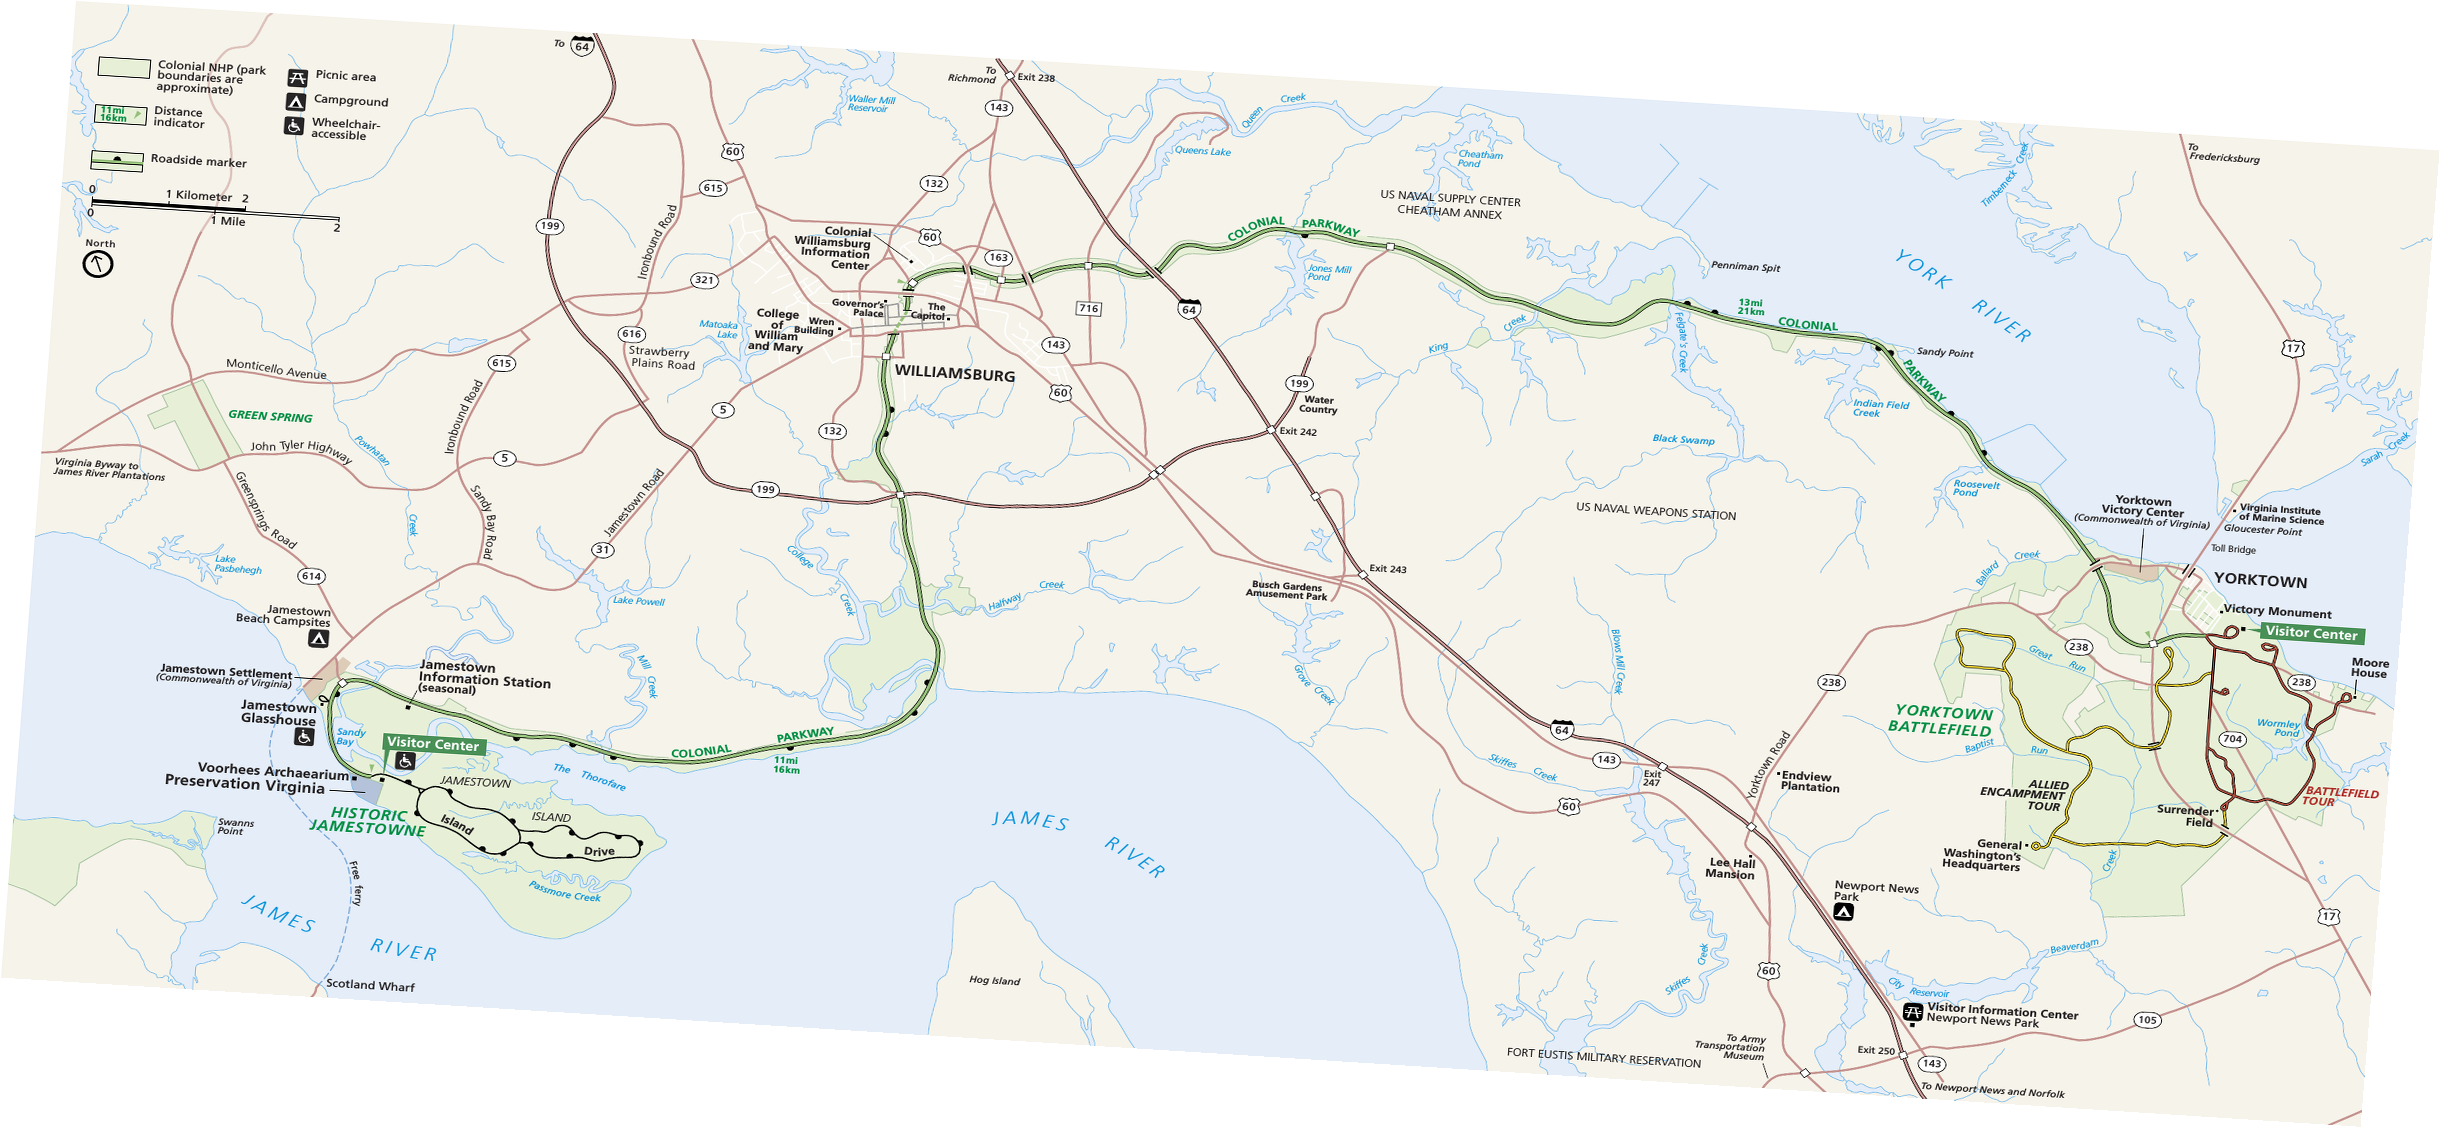 Colonial NHP (park
boundaries are
approximate)
11mi
16km
Distance
indicator
Roadside marker
Picnic area
Campground
Wheelchair-
accessible
0
1 Kilometer 2
0
1 Mile
2
North
To
64
To
Richmond
Exit 238
143
Waller Mill
Reservoir
Queen
Creek
Queens Lake
Cheatham
Pond
US NAVAL SUPPLY CENTER
CHEATHAM ANNEX
Timberneck
Creek
To
Fredericksburg
60
615
132
199
Ironbound Road
Colonial
Williamsburg
Information
Center
60
163
COLONIAL
PARKWAY
Jones Mill
Pond
Penniman Spit
YORK
RIVER
321
Governor's
Palace
The
Capitol
Wren
Building
College
of
William
and Mary
Matoaka
Lake
616
Strawberry
Plains Road
716
64
143
King
Creek
Felgate's Creek
13mi
21km
COLONIAL
PARKWAY
Sandy Point
17
Monticello Avenue
615
Ironbound Road
WILLIAMSBURG
60
199
Water
Country
Exit 242
Indian Field
Creek
Black Swamp
GREEN SPRING
John Tyler Highway
Powhatan
Creek
5
5
132
Virginia Byway to
James River Plantations
Greensprings Road
Sandy Bay Road
Jamestown Road
199
31
Roosevelt
Pond
US NAVAL WEAPONS STATION
Sarah Creek
Yorktown
Victory Center
(Commonwealth of Virginia)
Virginia Institute
of Marine Science
Gloucester Point
Toll Bridge
Lake
Pasbehegh
614
College
Creek
Halfway
Creek
Lake Powell
Exit 243
Busch Gardens
Amusement Park
Ballard
Creek
YORKTOWN
Victory Monument
Visitor Center
Jamestown
Beach Campsites
Jamestown Settlement
(Commonwealth of Virginia)
Jamestown
Information Station
(seasonal)
Mill Creek
Grove Creek
Blows Mill Creek
238
238
238
Great Run
Moore
House
Jamestown
Glasshouse
Sandy
Bay
Visitor Center
Voorhees Archaearium
Preservation Virginia
HISTORIC
JAMESTOWNE
JAMESTOWN
ISLAND
Island
Drive
The Thorofare
COLONIAL
PARKWAY
11mi
16km
Passmore Creek
Swanns
Point
Free ferry
JAMES
RIVER
JAMES
RIVER
Scotland Wharf
Hog Island
Skiffes
Creek
64
143
Exit
247
60
Yorktown Road
Endview
Plantation
Lee Hall
Mansion
YORKTOWN
BATTLEFIELD
Baptist
Run
Wormley
Pond
704
ALLIED
ENCAMPMENT
TOUR
BATTLEFIELD
TOUR
Surrender
Field
General
Washington's
Headquarters
Creek
Newport News
Park
17
Beaverdam
Skiffes
Creek
60
City Reservoir
Visitor Information Center
Newport News Park
105
To Army
Transportation
Museum
FORT EUSTIS MILITARY RESERVATION
Exit 250
143
To Newport News and Norfolk